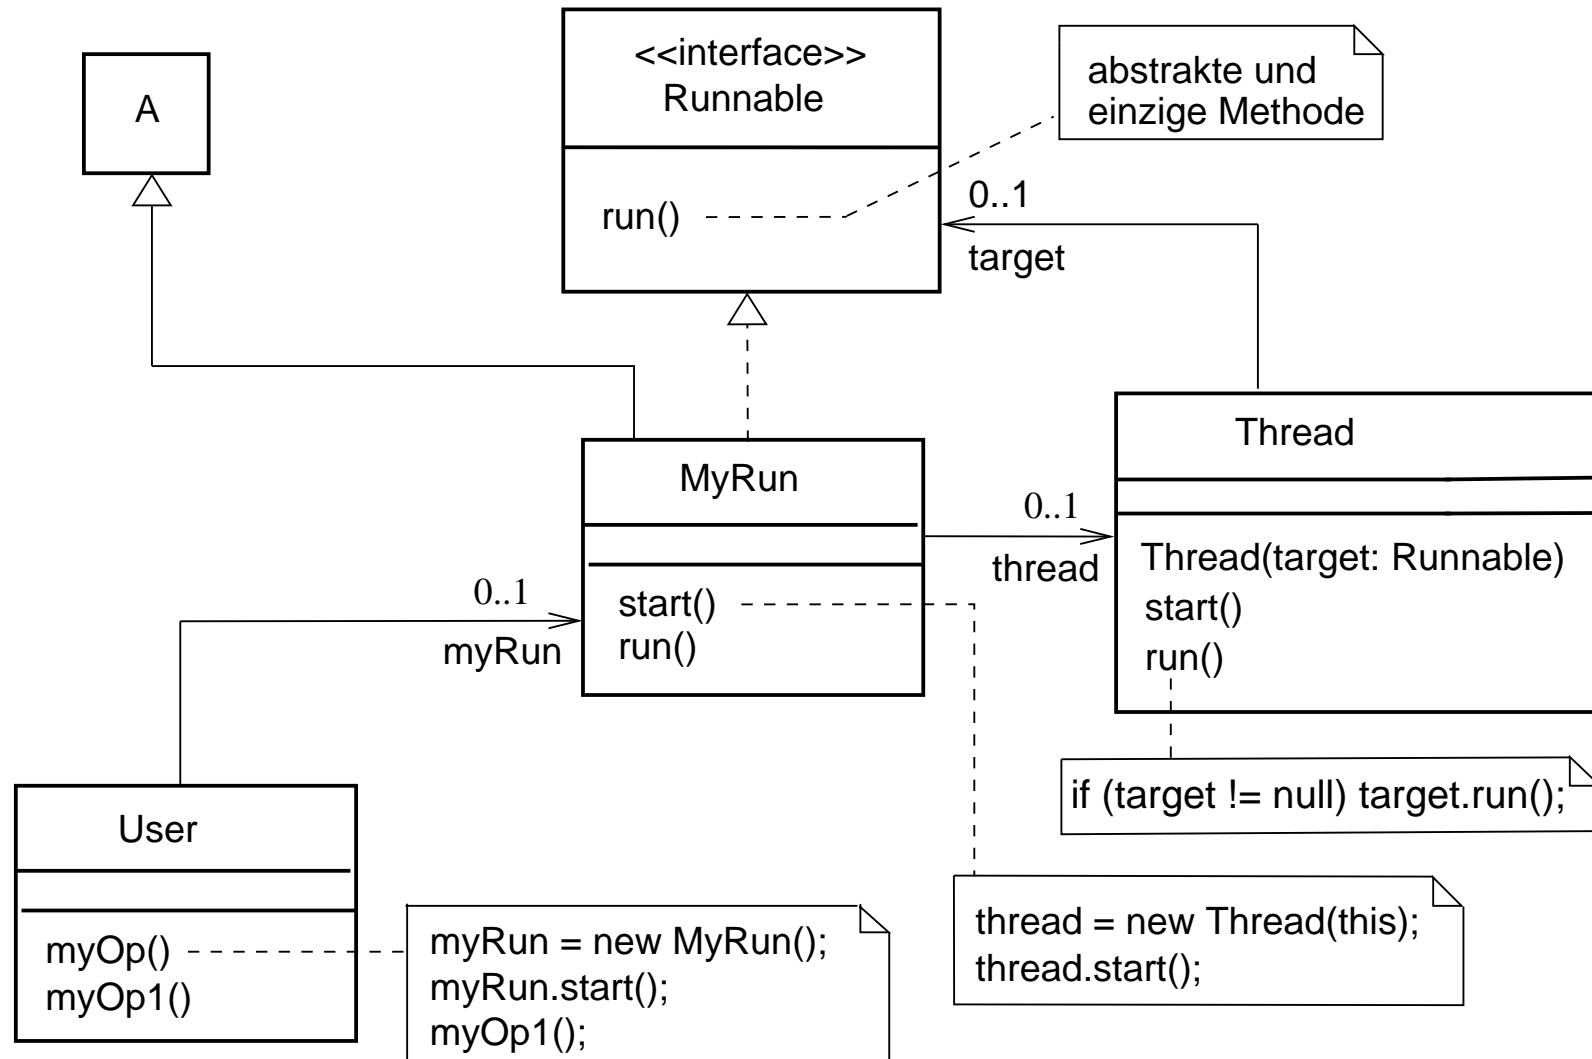 A
<<interface>>
Runnable
run()
abstrakte und
einzige Methode
0..1
target
MyRun
start()
run()
0..1
thread
Thread
Thread(target: Runnable)
start()
run()
if (target != null) target.run();
0..1
myRun
User
myOp()
myOp1()
myRun = new MyRun();
myRun.start();
myOp1();
thread = new Thread(this);
thread.start();